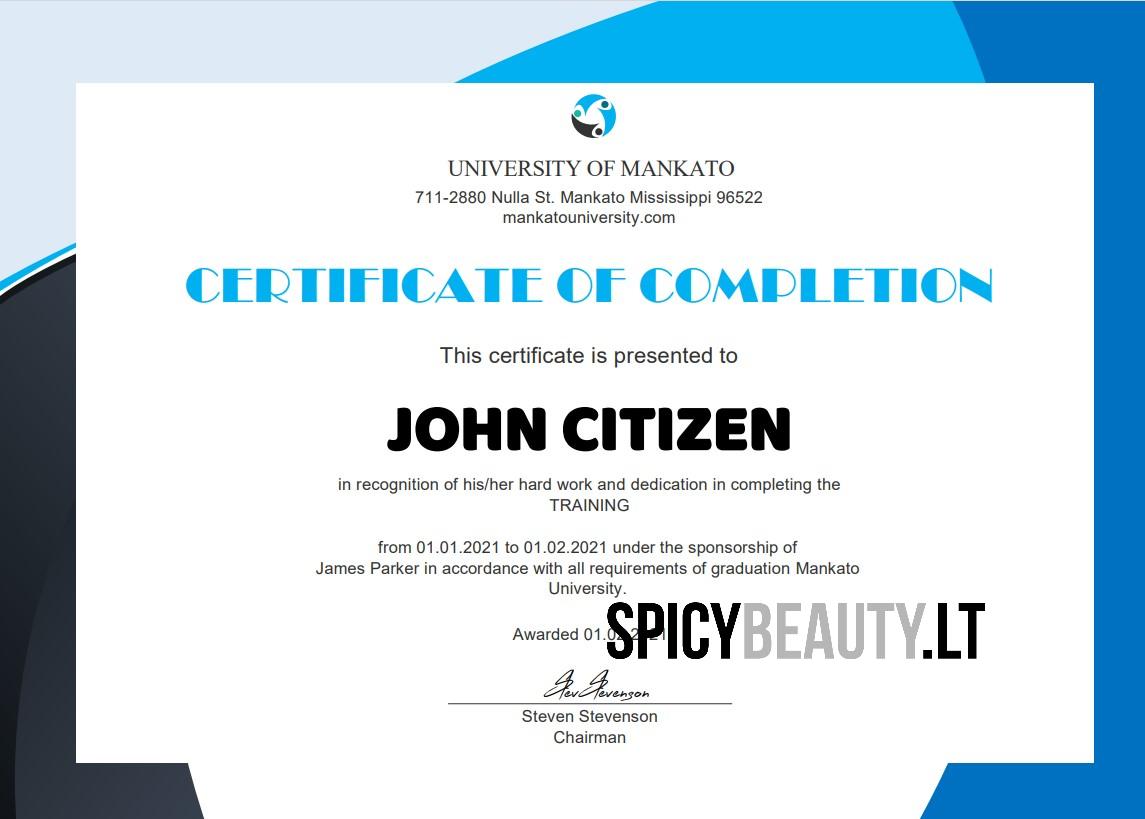 UNIVERSITY OF MANKATO
711-2880 Nulla St. Mankato Mississippi 96522
mankatouniversity.com
CERTIFICATE OF COMPLETION
This certificate is presented to
JOHN CITIZEN
in recognition of his/her hard work and dedication in completing the
TRAINING
from 01.01.2021 to 01.02.2021 under the sponsorship of
James Parker in accordance with all requirements of graduation Mankato
University.
Awarded 01.02.2021
SPICYBEAUTY.LT
Stev Stevenson
Steven Stevenson
Chairman